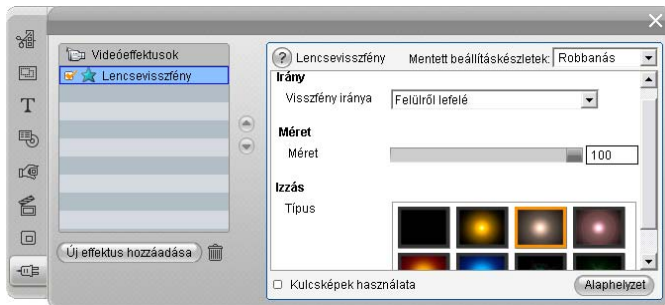 Videóeffektusok
Lencsevisszfény
Új effektus hozzáadása
? Lencsevisszfény Mentett beállításkészletek: Robbanás
Irány
Visszfény iránya Felülről lefelé
Méret
Méret 100
Izzás
Típus
Kulcsképek használata Alaphelyzet
T